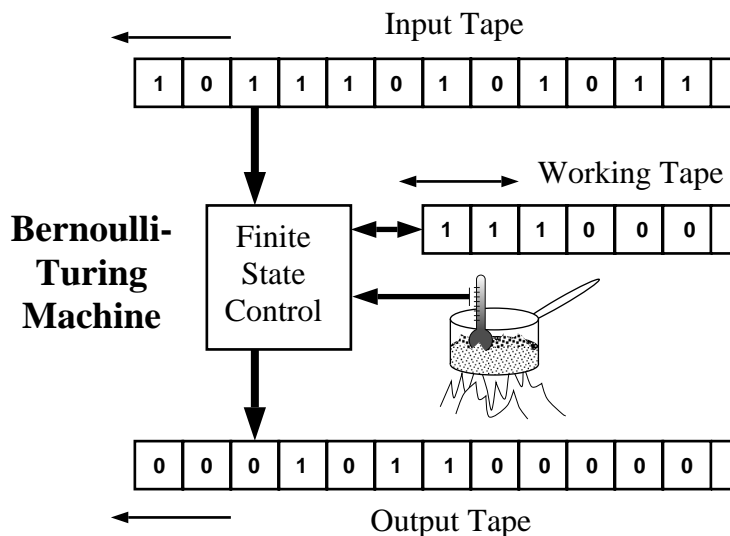 Input Tape
1 0 1 1 1 0 1 0 1 0 1 1
Working Tape
1 1 1 0 0 0
Bernoulli-
Turing
Machine
Finite
State
Control
0 0 0 1 0 1 1 0 0 0 0 0
Output Tape